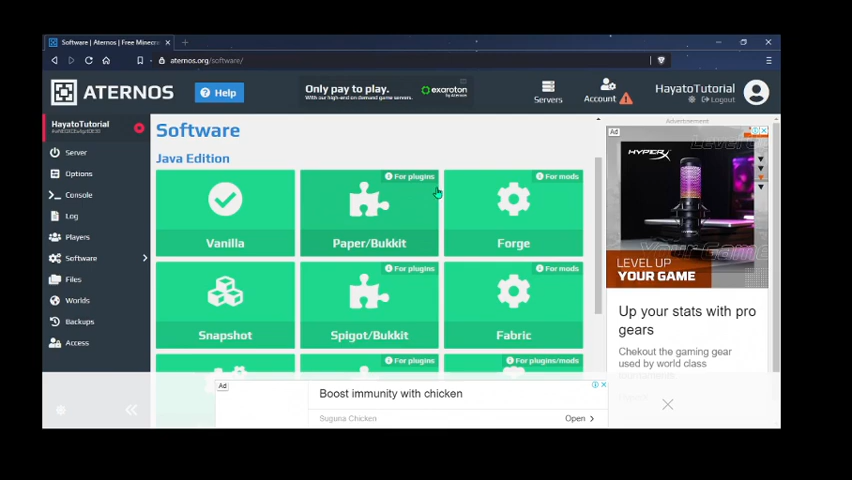 Software | Aternos | Free Minecr
aternos.org/software/
ATERNOS
Help
Only pay to play.
With our high-end on demand game servers.
exaroton
by aternos
Servers
Account
HayatoTutorial
Logout
HayatoTutorial
Server
Options
Console
Log
Players
Software
Files
Worlds
Backups
Access
Software
Java Edition
For plugins
For mods
Vanilla
Paper/Bukkit
Forge
For plugins
For mods
Snapshot
Spigot/Bukkit
Fabric
For plugins
For plugins/mods
Advertisement
Ad
HYPERX
LEVEL UP
YOUR GAME
Up your stats with pro
gears
Chekout the gaming gear
used by world class
Ad
Boost immunity with chicken
Suguna Chicken
Open